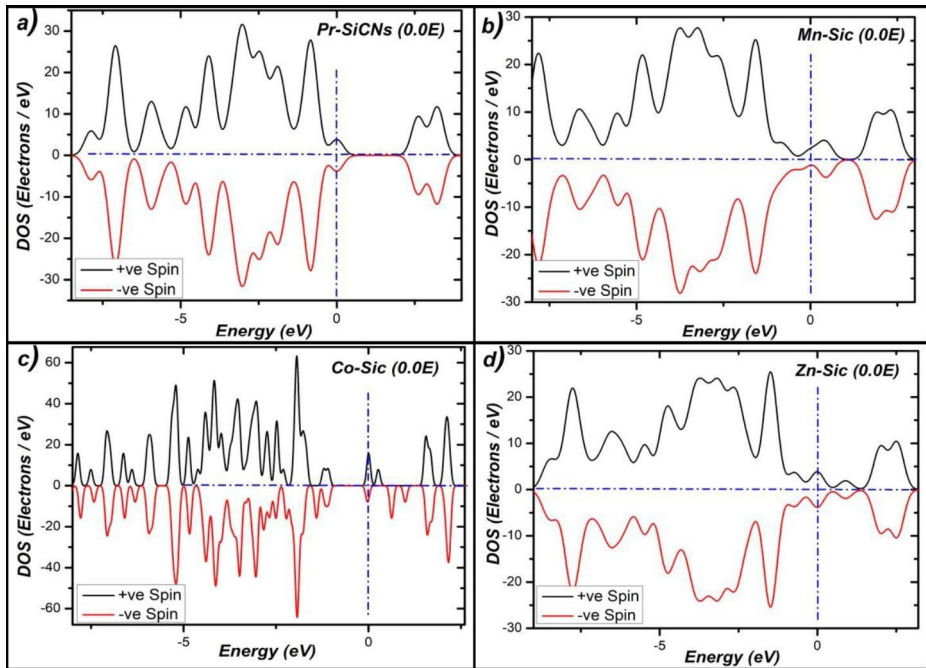 a)
Pr-SiCNs (0.0E)
DOS (Electrons / eV)
30
20
10
0
-10
-20
-30
+ve Spin
-ve Spin
-5
0
Energy (eV)
b)
Mn-Sic (0.0E)
DOS (Electrons / eV)
30
20
10
0
-10
-20
-30
+ve Spin
-ve Spin
-5
0
Energy (eV)
c)
Co-Sic (0.0E)
DOS (Electrons / eV)
60
40
20
0
-20
-40
-60
+ve Spin
-ve Spin
-5
0
Energy (eV)
d)
Zn-Sic (0.0E)
DOS (Electrons / eV)
30
20
10
0
-10
-20
-30
+ve Spin
-ve Spin
-5
0
Energy (eV)